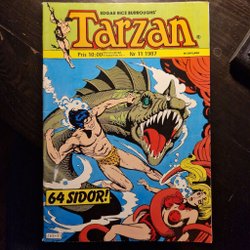 EDGAR RICE BURROUGHS'
Tarzan
Pris 10:00
Nr 11 1987
64 SIDOR!